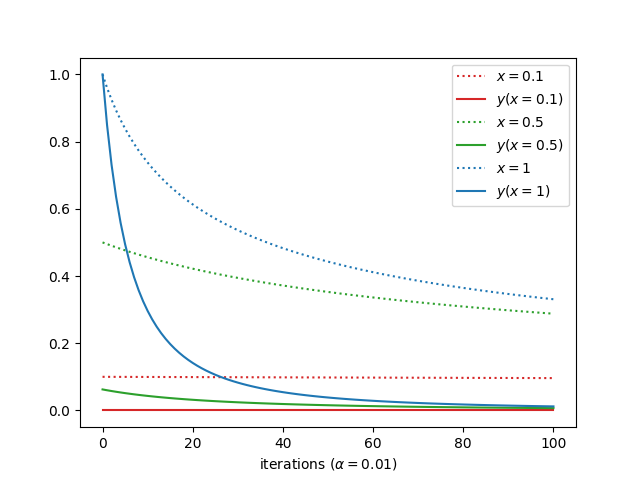 1.0
0.8
0.6
0.4
0.2
0.0
0 20 40 60 80 100
iterations (α = 0.01)
x = 0.1
y(x = 0.1)
x = 0.5
y(x = 0.5)
x = 1
y(x = 1)